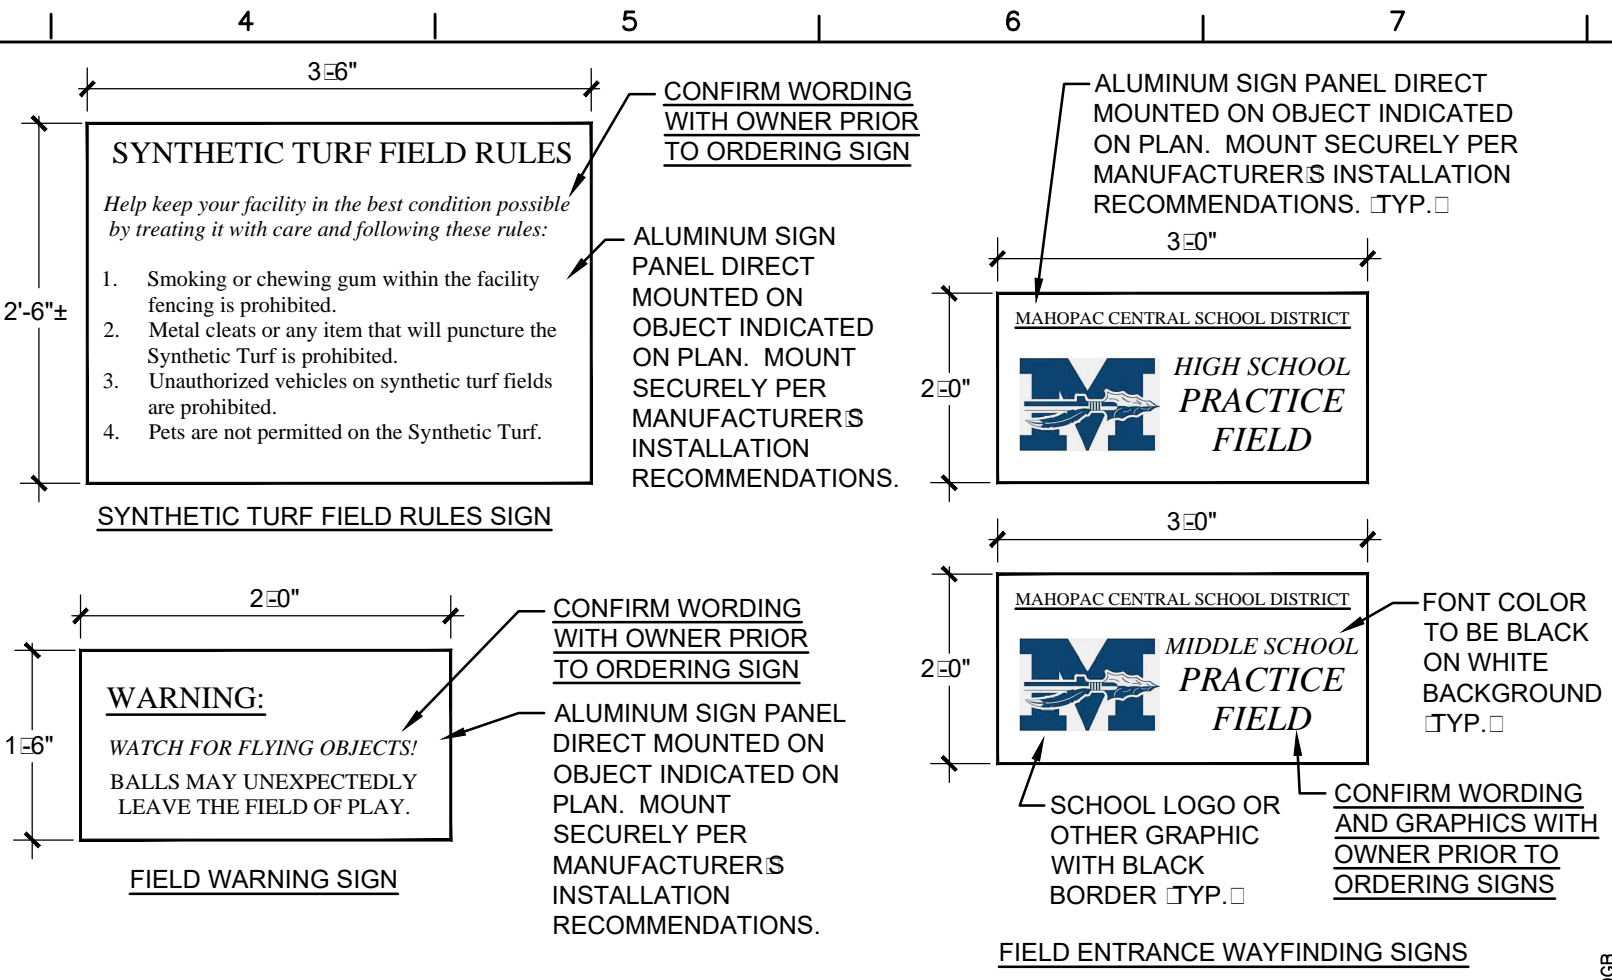 4
5
6
7
3'-6"
CONFIRM WORDING
WITH OWNER PRIOR
TO ORDERING SIGN
2'-6"±
SYNTHETIC TURF FIELD RULES
Help keep your facility in the best condition possible
by treating it with care and following these rules:
1. Smoking or chewing gum within the facility
fencing is prohibited.
2. Metal cleats or any item that will puncture the
Synthetic Turf is prohibited.
3. Unauthorized vehicles on synthetic turf fields
are prohibited.
4. Pets are not permitted on the Synthetic Turf.
ALUMINUM SIGN
PANEL DIRECT
MOUNTED ON
OBJECT INDICATED
ON PLAN. MOUNT
SECURELY PER
MANUFACTURER□S
INSTALLATION
RECOMMENDATIONS.
SYNTHETIC TURF FIELD RULES SIGN
2□-0"
1□-6"
WARNING:
WATCH FOR FLYING OBJECTS!
BALLS MAY UNEXPECTEDLY
LEAVE THE FIELD OF PLAY.
CONFIRM WORDING
WITH OWNER PRIOR
TO ORDERING SIGN
ALUMINUM SIGN PANEL
DIRECT MOUNTED ON
OBJECT INDICATED ON
PLAN. MOUNT
SECURELY PER
MANUFACTURER□S
INSTALLATION
RECOMMENDATIONS.
FIELD WARNING SIGN
ALUMINUM SIGN PANEL DIRECT
MOUNTED ON OBJECT INDICATED
ON PLAN. MOUNT SECURELY PER
MANUFACTURER□S INSTALLATION
RECOMMENDATIONS. □TYP.□
3□-0"
2□-0"
MAHOPAC CENTRAL SCHOOL DISTRICT
M
HIGH SCHOOL
PRACTICE
FIELD
3□-0"
2□-0"
MAHOPAC CENTRAL SCHOOL DISTRICT
M
MIDDLE SCHOOL
PRACTICE
FIELD
FONT COLOR
TO BE BLACK
ON WHITE
BACKGROUND
□TYP.□
SCHOOL LOGO OR
OTHER GRAPHIC
WITH BLACK
BORDER □TYP.□
CONFIRM WORDING
AND GRAPHICS WITH
OWNER PRIOR TO
ORDERING SIGNS
FIELD ENTRANCE WAYFINDING SIGNS